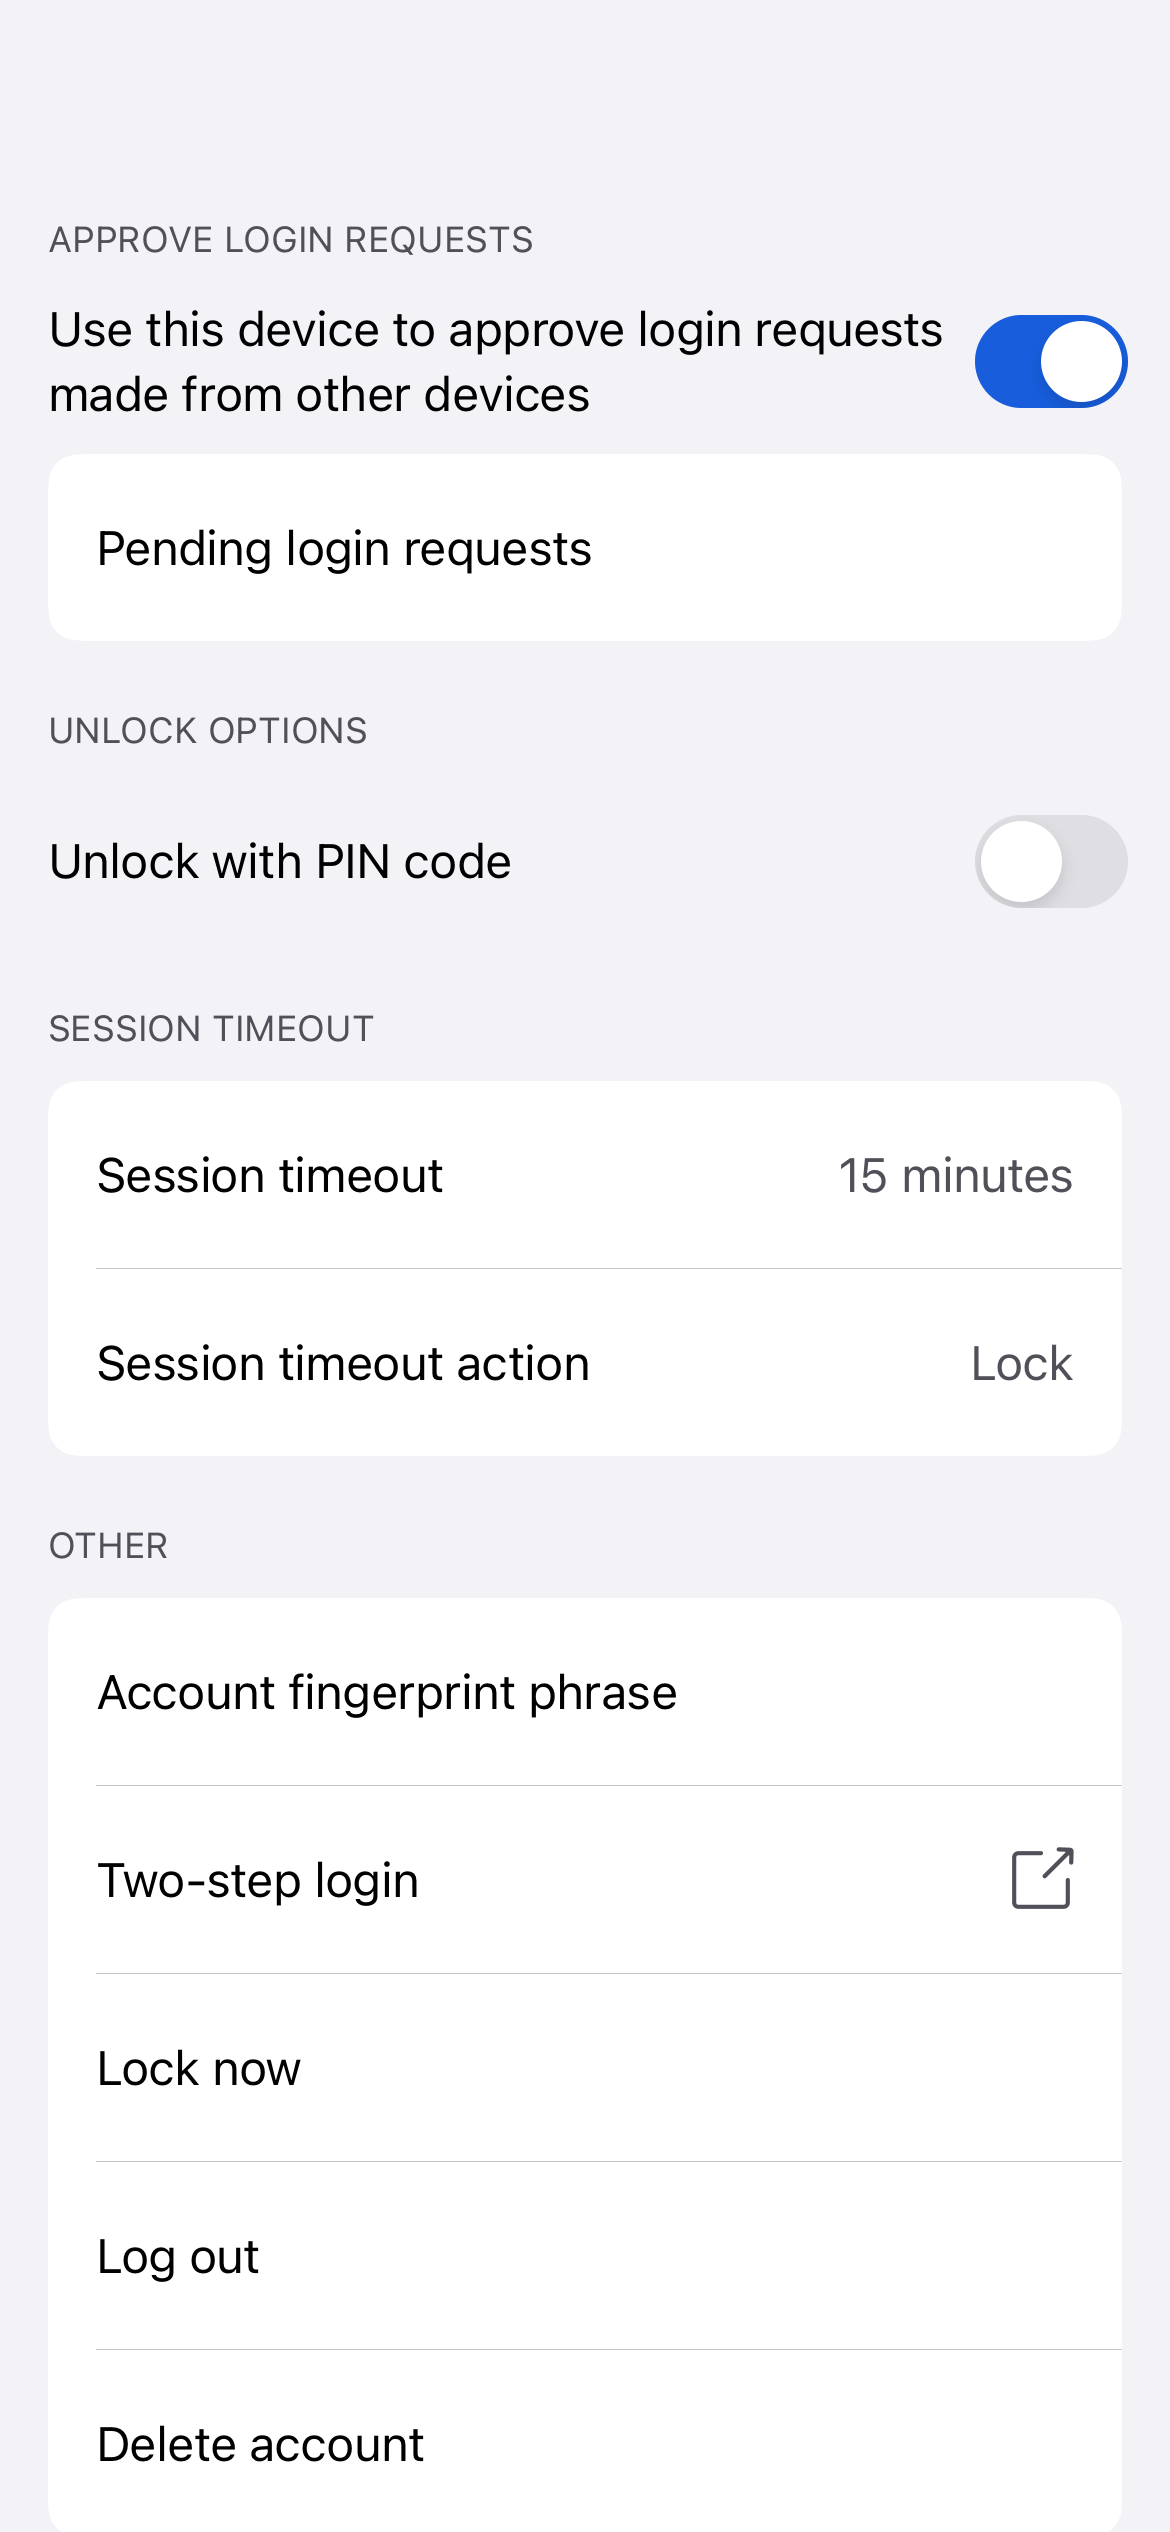 APPROVE LOGIN REQUESTS
Use this device to approve login requests
made from other devices
Pending login requests
UNLOCK OPTIONS
Unlock with PIN code
SESSION TIMEOUT
Session timeout 15 minutes
Session timeout action Lock
OTHER
Account fingerprint phrase
Two-step login
Lock now
Log out
Delete account